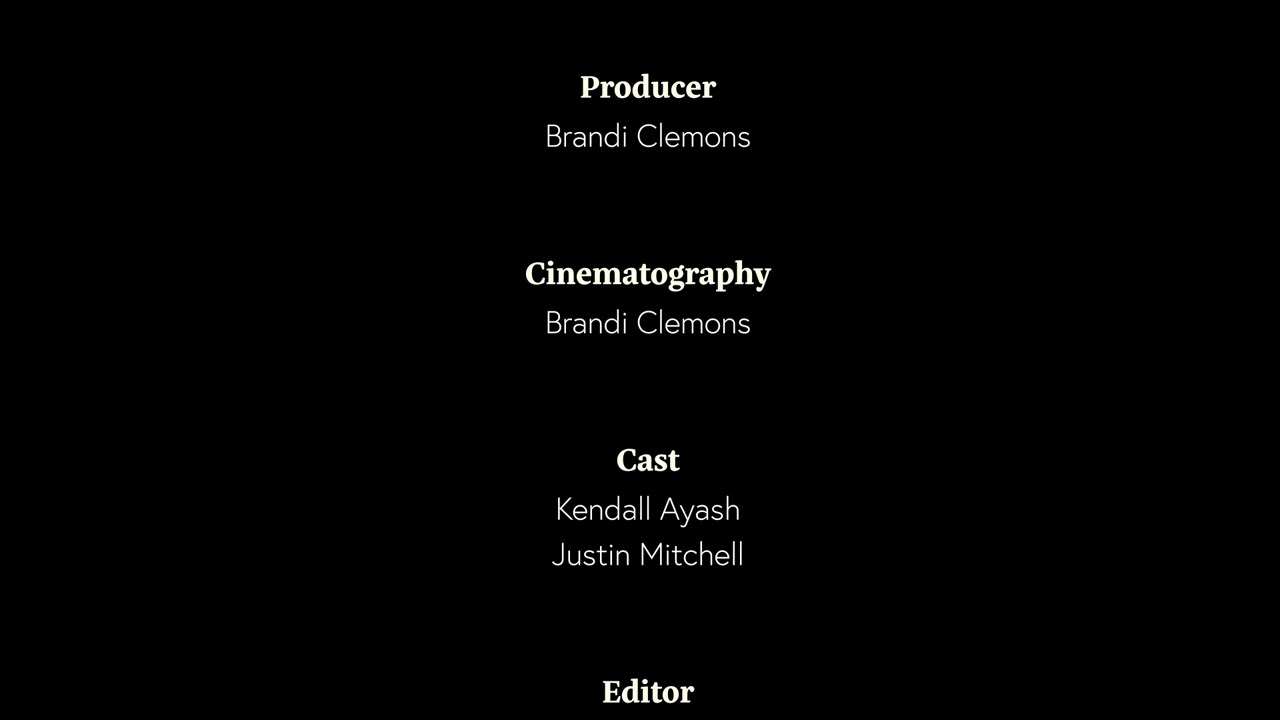 Producer
Brandi Clemons
Cinematography
Brandi Clemons
Cast
Kendall Ayash
Justin Mitchell
Editor